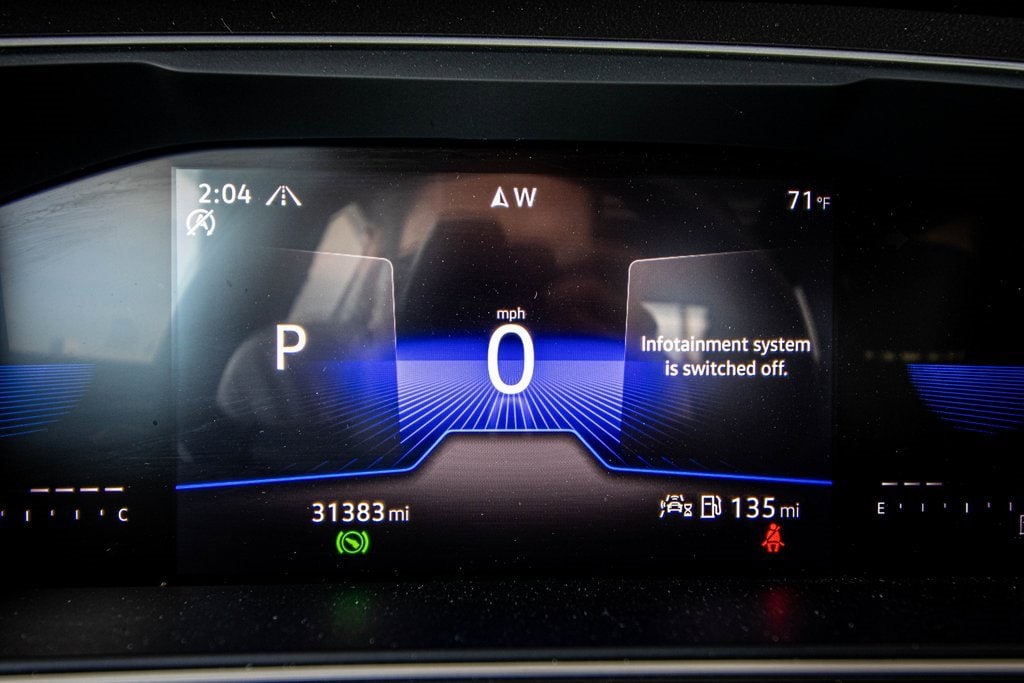 2:04
W
71°F
mph
0
P
Infotainment system
is switched off.
31383 mi
135 mi
C
E